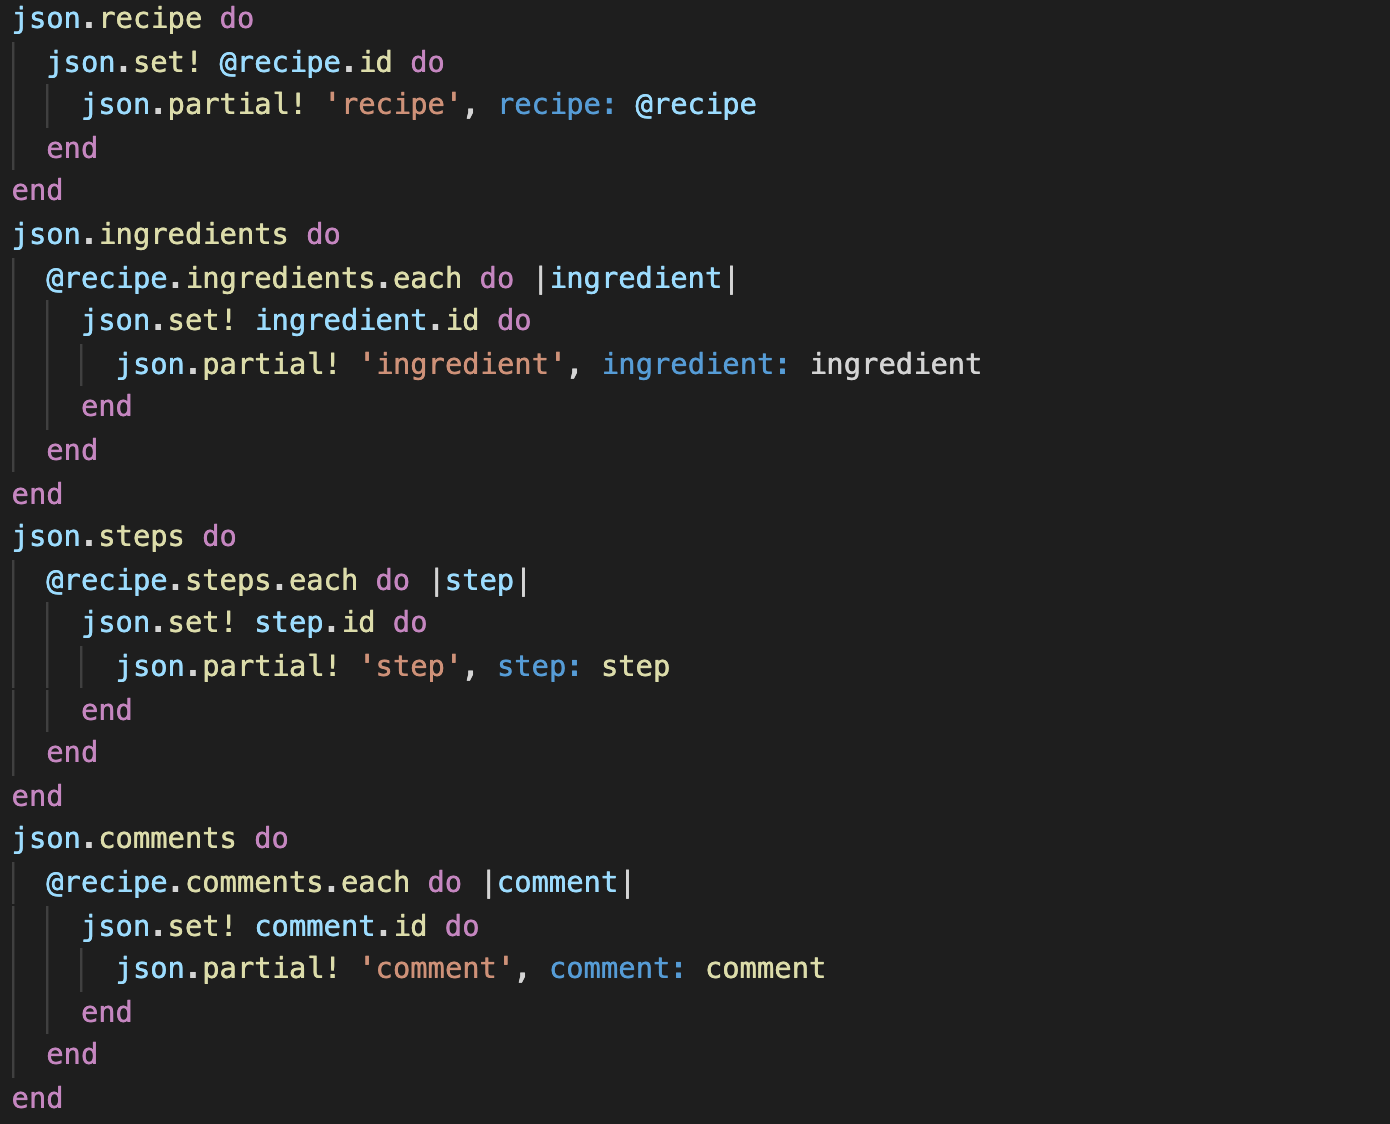 json.recipe do
  json.set! @recipe.id do
    json.partial! 'recipe', recipe: @recipe
  end
end
json.ingredients do
  @recipe.ingredients.each do |ingredient|
    json.set! ingredient.id do
      json.partial! 'ingredient', ingredient: ingredient
    end
  end
end
json.steps do
  @recipe.steps.each do |step|
    json.set! step.id do
      json.partial! 'step', step: step
    end
  end
end
json.comments do
  @recipe.comments.each do |comment|
    json.set! comment.id do
      json.partial! 'comment', comment: comment
    end
  end
end